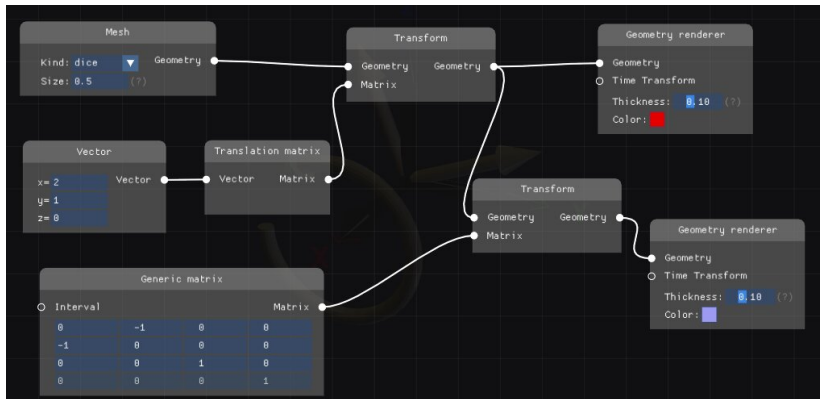 Mesh
Kind: dice
Geometry
Size: 0.5 (?)
Transform
Geometry Geometry
Matrix
Geometry renderer
Geometry
Time Transform
Thickness: 0.10 (?)
Color:
Vector
x= 2 Vector
y= 1
z= 0
Translation matrix
Vector Matrix
Transform
Geometry Geometry
Matrix
Geometry renderer
Geometry
Time Transform
Thickness: 0.10 (?)
Color:
Generic matrix
Interval Matrix
0 -1 0 0
-1 0 0 0
0 0 1 0
0 0 0 1